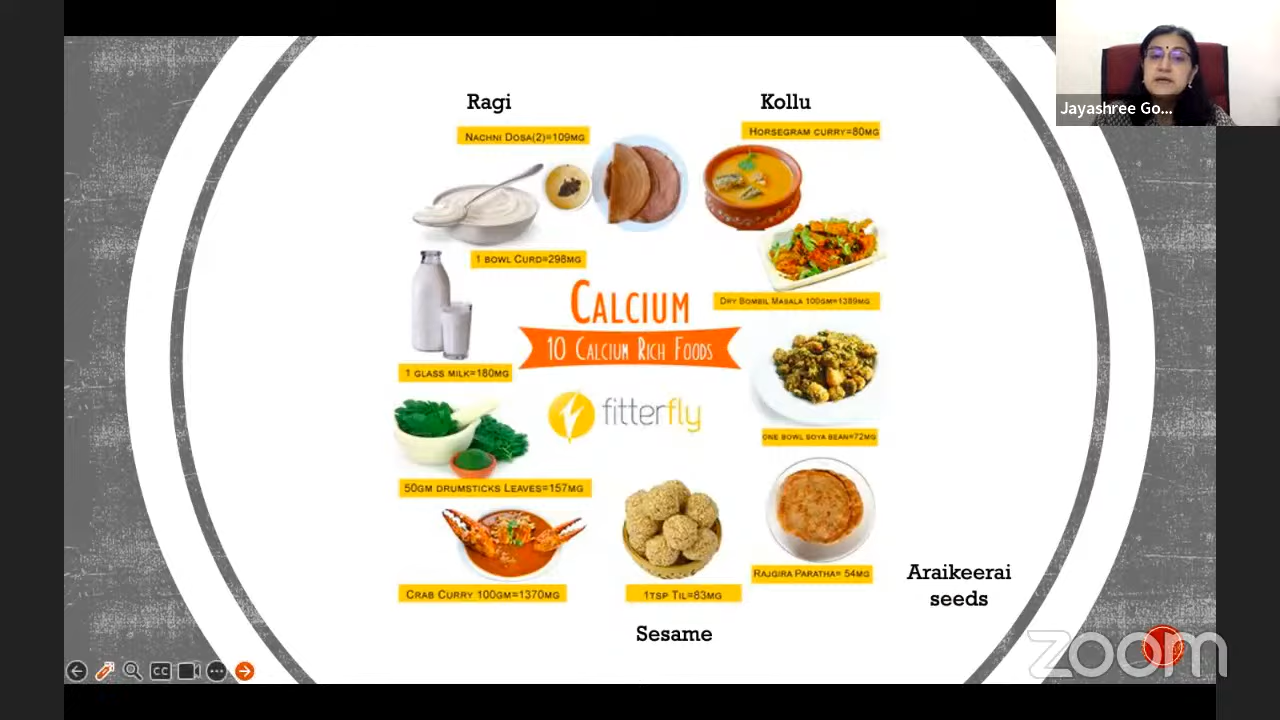 Jayashree Go...
Ragi
Kollu
NACHNI DOSA(2)=109MG
HORSEGRAM CURRY=80MG
1 BOWL CURD=298MG
DRY BOMBIL MASALA 100GM=1389MG
CALCIUM
10 CALCIUM RICH FOODS
1 GLASS MILK=180MG
fitterfly
ONE BOWL SOYA BEAN=72MG
50GM DRUMSTICKS LEAVES=157MG
RAJGIRA PARATHA= 54MG
CRAB CURRY 100GM=1370MG
1TSP TIL=83MG
Araikeerai
seeds
Sesame
CC
zoom